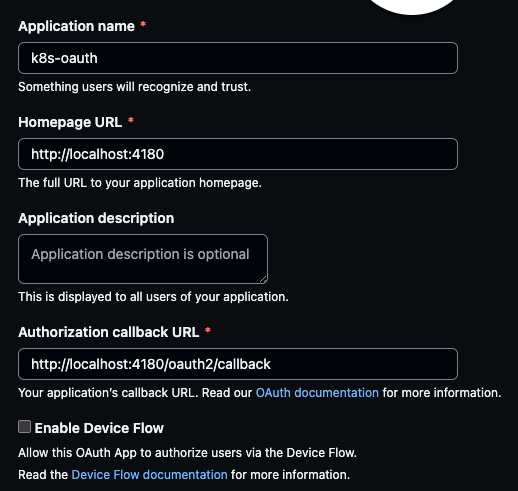 Application name *
k8s-oauth
Something users will recognize and trust.
Homepage URL *
http://localhost:4180
The full URL to your application homepage.
Application description
Application description is optional
This is displayed to all users of your application.
Authorization callback URL *
http://localhost:4180/oauth2/callback
Your application’s callback URL. Read our OAuth documentation for more information.
Enable Device Flow
Allow this OAuth App to authorize users via the Device Flow.
Read the Device Flow documentation for more information.